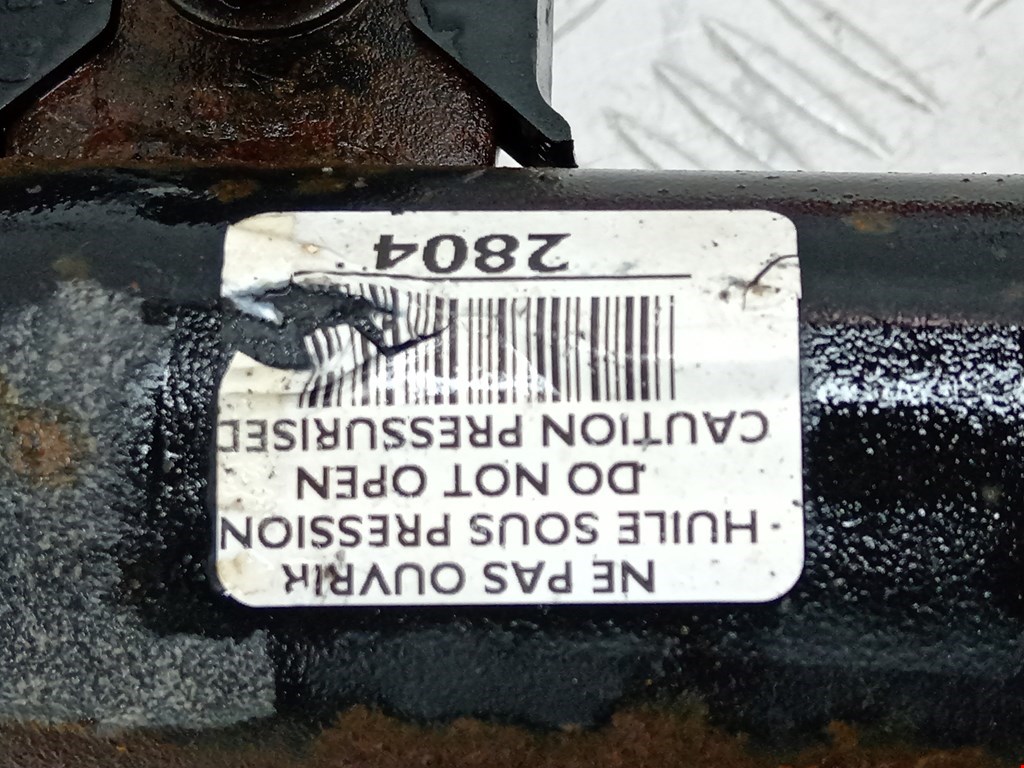 2804
CAUTION PRESSURISED
DO NOT OPEN
HUILE SOUS PRESSION
NE PAS OUVRIR